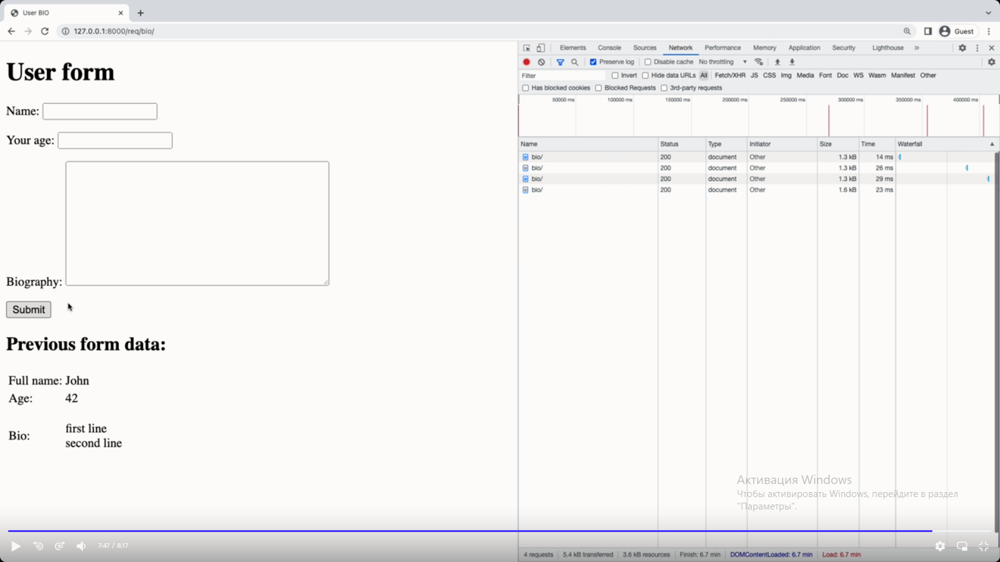 User BIO
127.0.0.1:8000/req/bio/
Guest
User form
Name:
Your age:
Biography:
Submit
Previous form data:
Full name: John
Age: 42
Bio: first line
second line
Elements Console Sources Network Performance Memory Application Security Lighthouse »
Preserve log Disable cache No throttling
Filter Invert Hide data URLs All Fetch/XHR JS CSS Img Media Font Doc WS Wasm Manifest Other
Has blocked cookies Blocked Requests 3rd-party requests
50000 ms 100000 ms 150000 ms 200000 ms 250000 ms 300000 ms 350000 ms 400000 ms
Name Status Type Initiator Size Time Waterfall
bio/ 200 document Other 1.3 kB 14 ms
bio/ 200 document Other 1.3 kB 26 ms
bio/ 200 document Other 1.3 kB 29 ms
bio/ 200 document Other 1.6 kB 23 ms
Активация Windows
Чтобы активировать Windows, перейдите в раздел
"Параметры".
10 10 7:47 / 8:17
4 requests 5.4 kB transferred 3.6 kB resources Finish: 6.7 min DOMContentLoaded: 6.7 min Load: 6.7 min